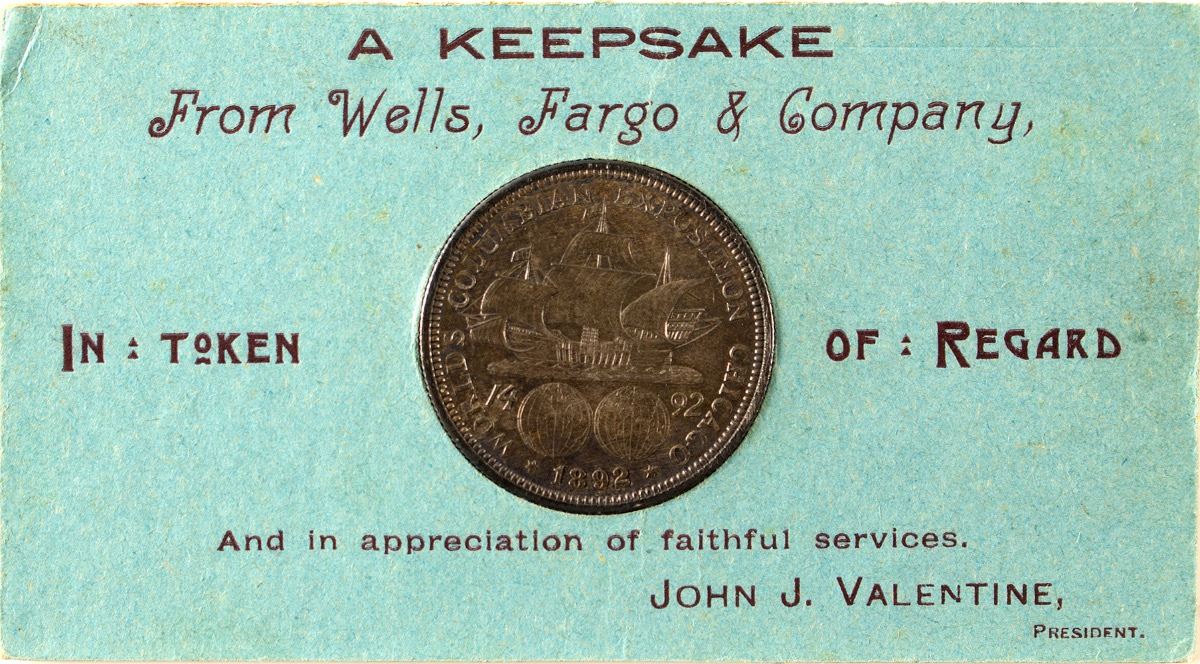 A KEEPSAKE
From Wells, Fargo & Company,
WORLD'S COLUMBIAN EXPOSITION CHICAGO
14 92
* 1892 *
IN : TOKEN OF : REGARD
And in appreciation of faithful services.
JOHN J. VALENTINE,
PRESIDENT.